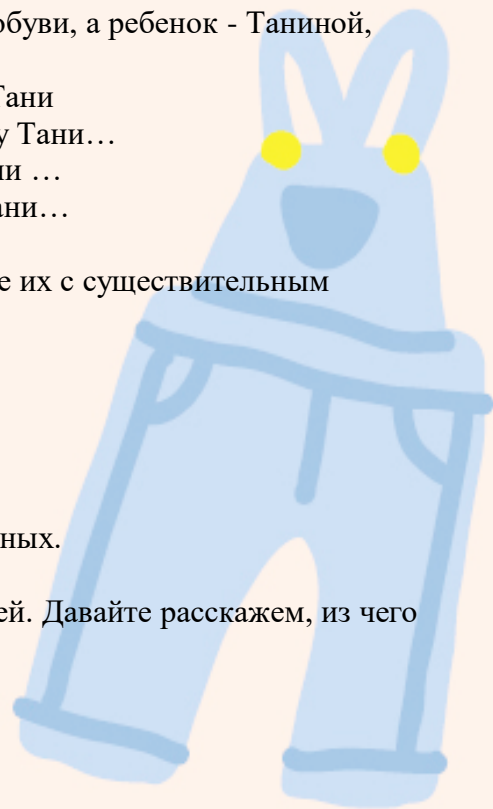 обуви, а ребенок - Таниной,
Тани
у Тани…
ни …
ани…
е их с существительным
ных.
ей. Давайте расскажем, из чего